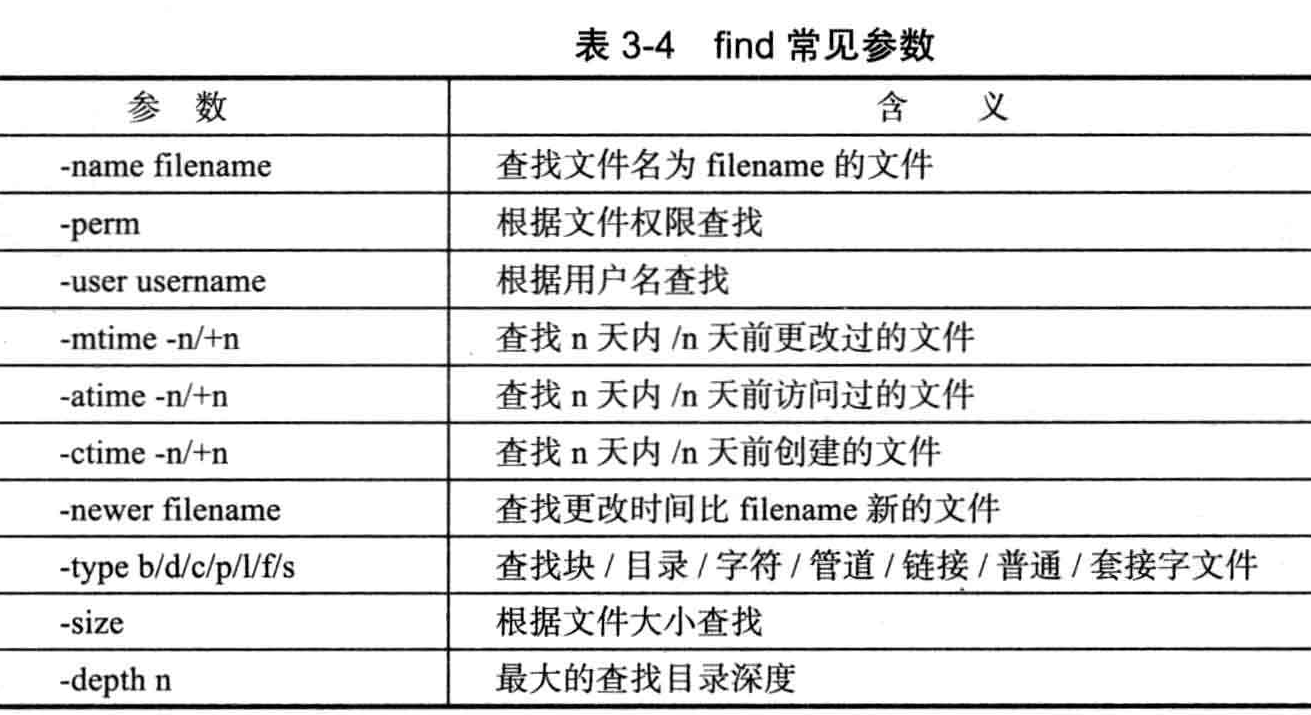 表 3-4 find 常见参数
参 数 含 义
-name filename 查找文件名为 filename 的文件
-perm 根据文件权限查找
-user username 根据用户名查找
-mtime -n/+n 查找 n 天内 /n 天前更改过的文件
-atime -n/+n 查找 n 天内 /n 天前访问过的文件
-ctime -n/+n 查找 n 天内 /n 天前创建的文件
-newer filename 查找更改时间比 filename 新的文件
-type b/d/c/p/l/f/s 查找块 / 目录 / 字符 / 管道 / 链接 / 普通 / 套接字文件
-size 根据文件大小查找
-depth n 最大的查找目录深度